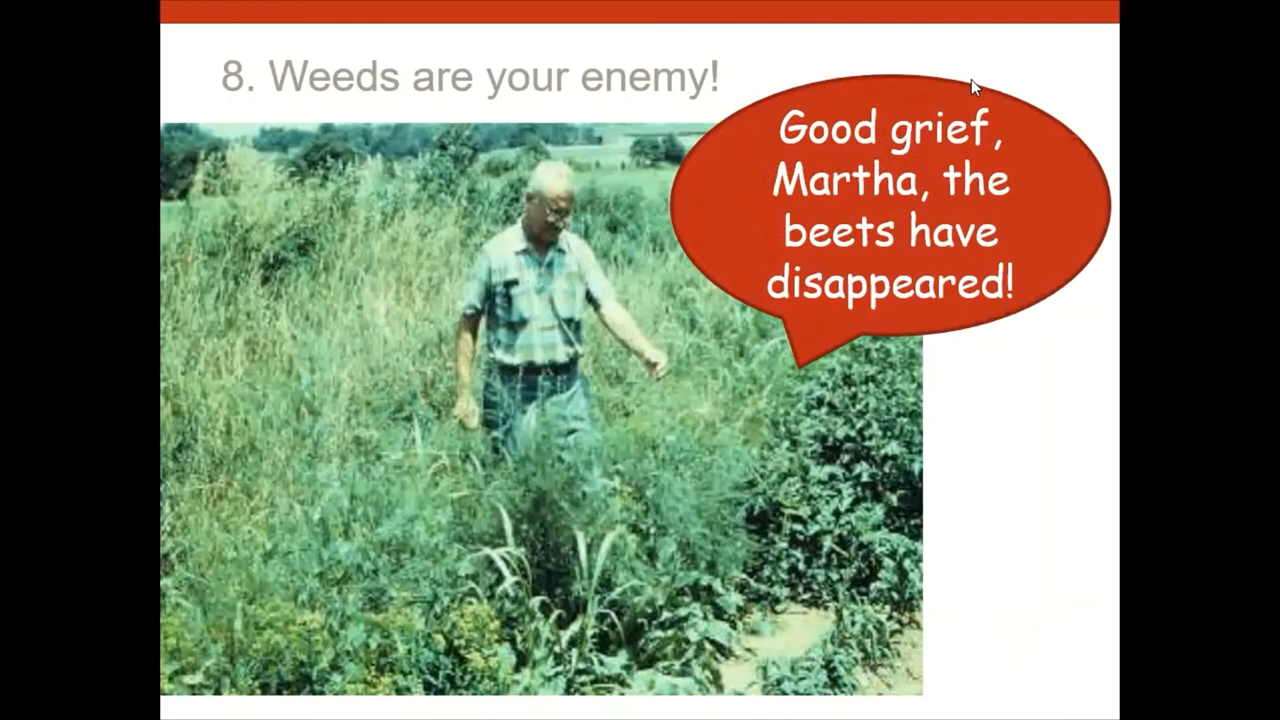 8. Weeds are your enemy!
Good grief,
Martha, the
beets have
disappeared!